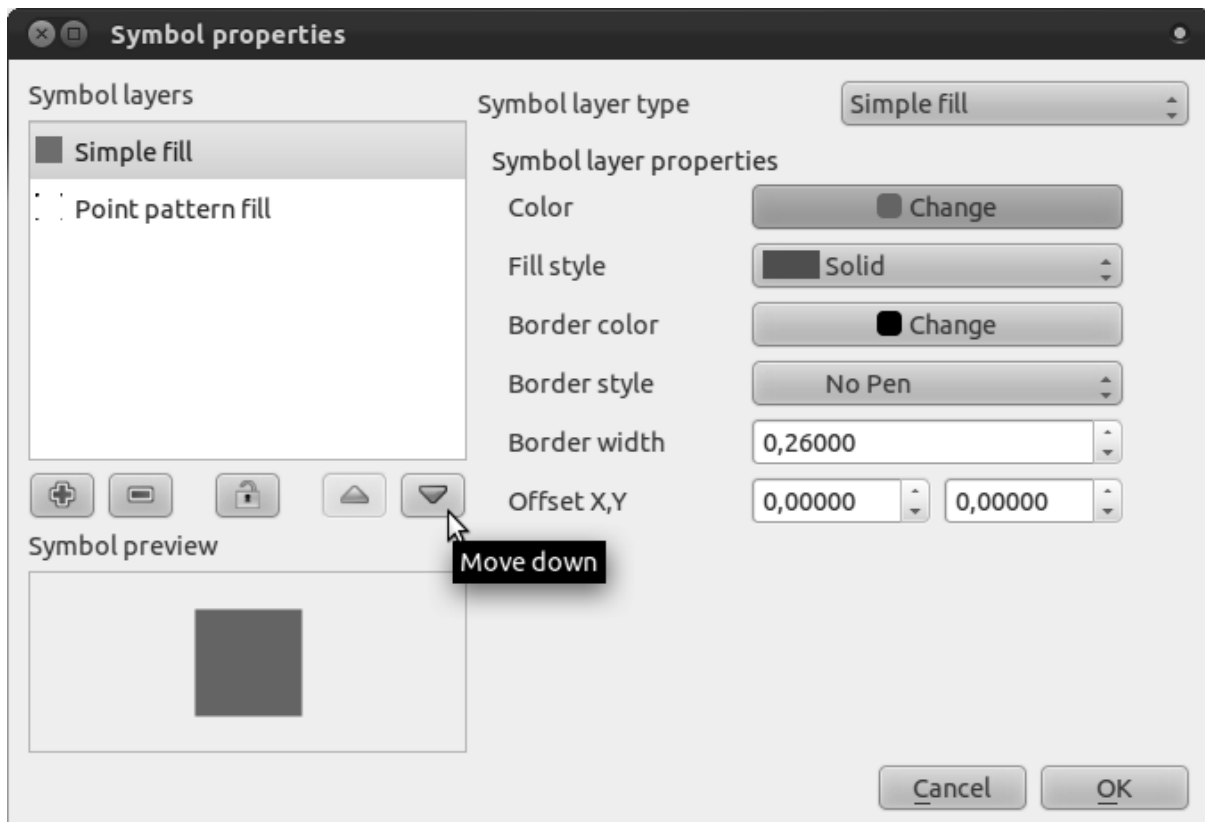 Symbol properties
Symbol layers
Simple fill
Point pattern fill
Symbol layer type
Simple fill
Symbol layer properties
Color
Change
Fill style
Solid
Border color
Change
Border style
No Pen
Border width
0,26000
Offset X,Y
0,00000
0,00000
Move down
Symbol preview
Cancel
OK